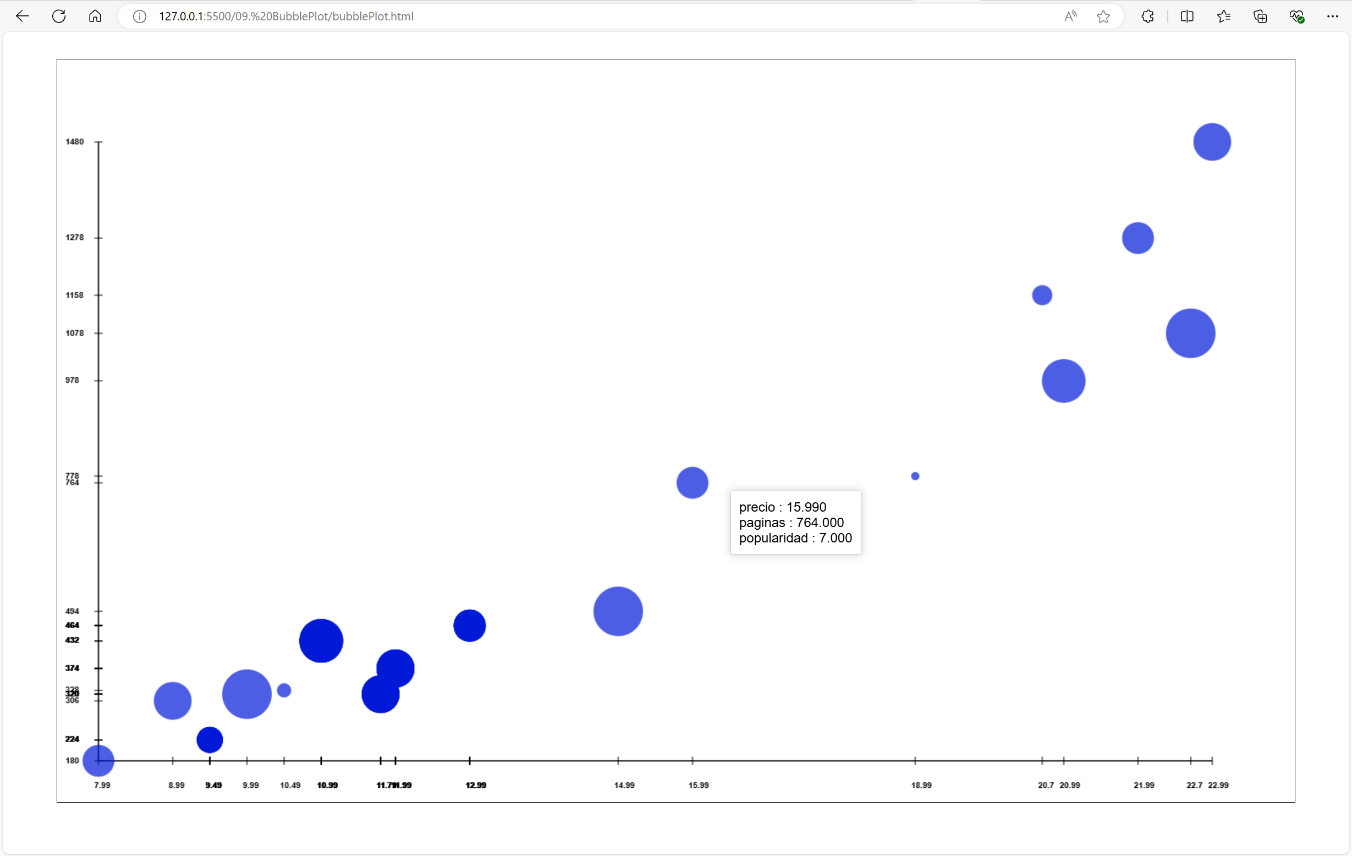 127.0.0.1:5500/09.%20BubblePlot/bubblePlot.html
1480
1278
1158
1078
978
778
764
precio : 15.990
paginas : 764.000
popularidad : 7.000
494
464
432
374
306
224
180
7.99 8.99 9.49 9.99 10.49 10.99 12.99 14.99 15.99 18.99 20.7 20.99 21.99 22.7 22.99